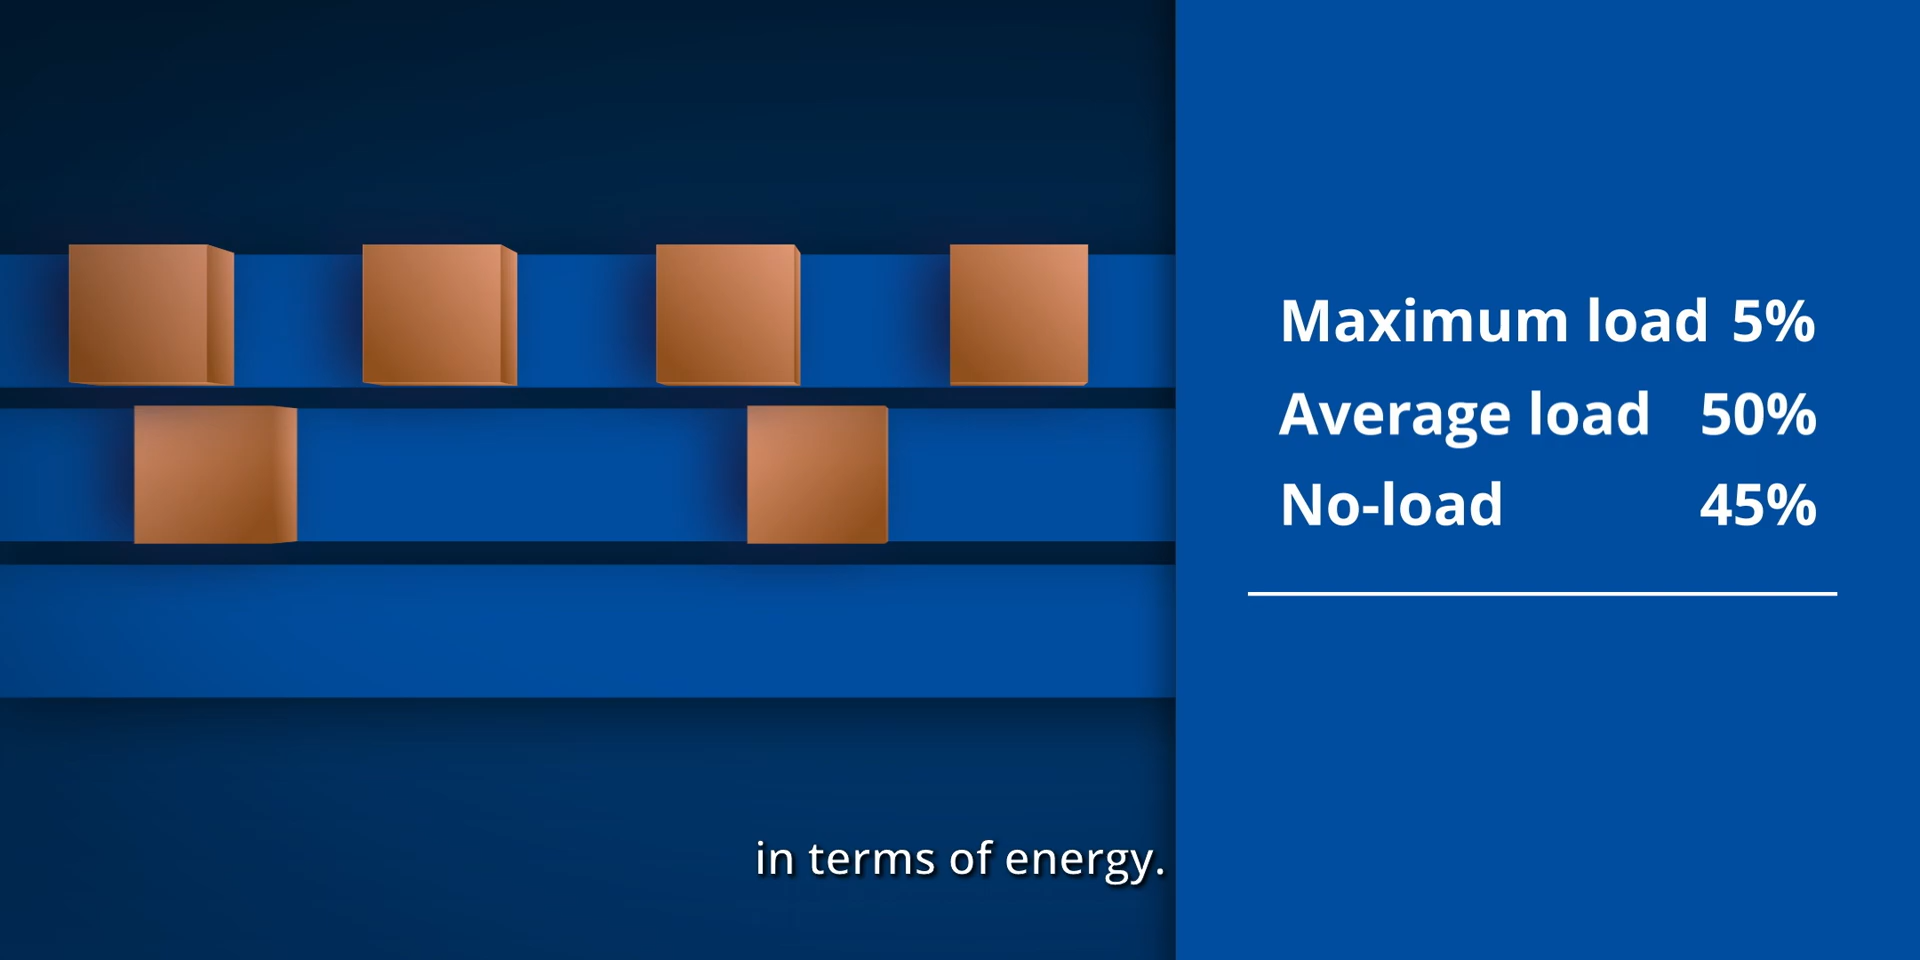 Maximum load 5%
Average load 50%
No-load 45%
in terms of energy.